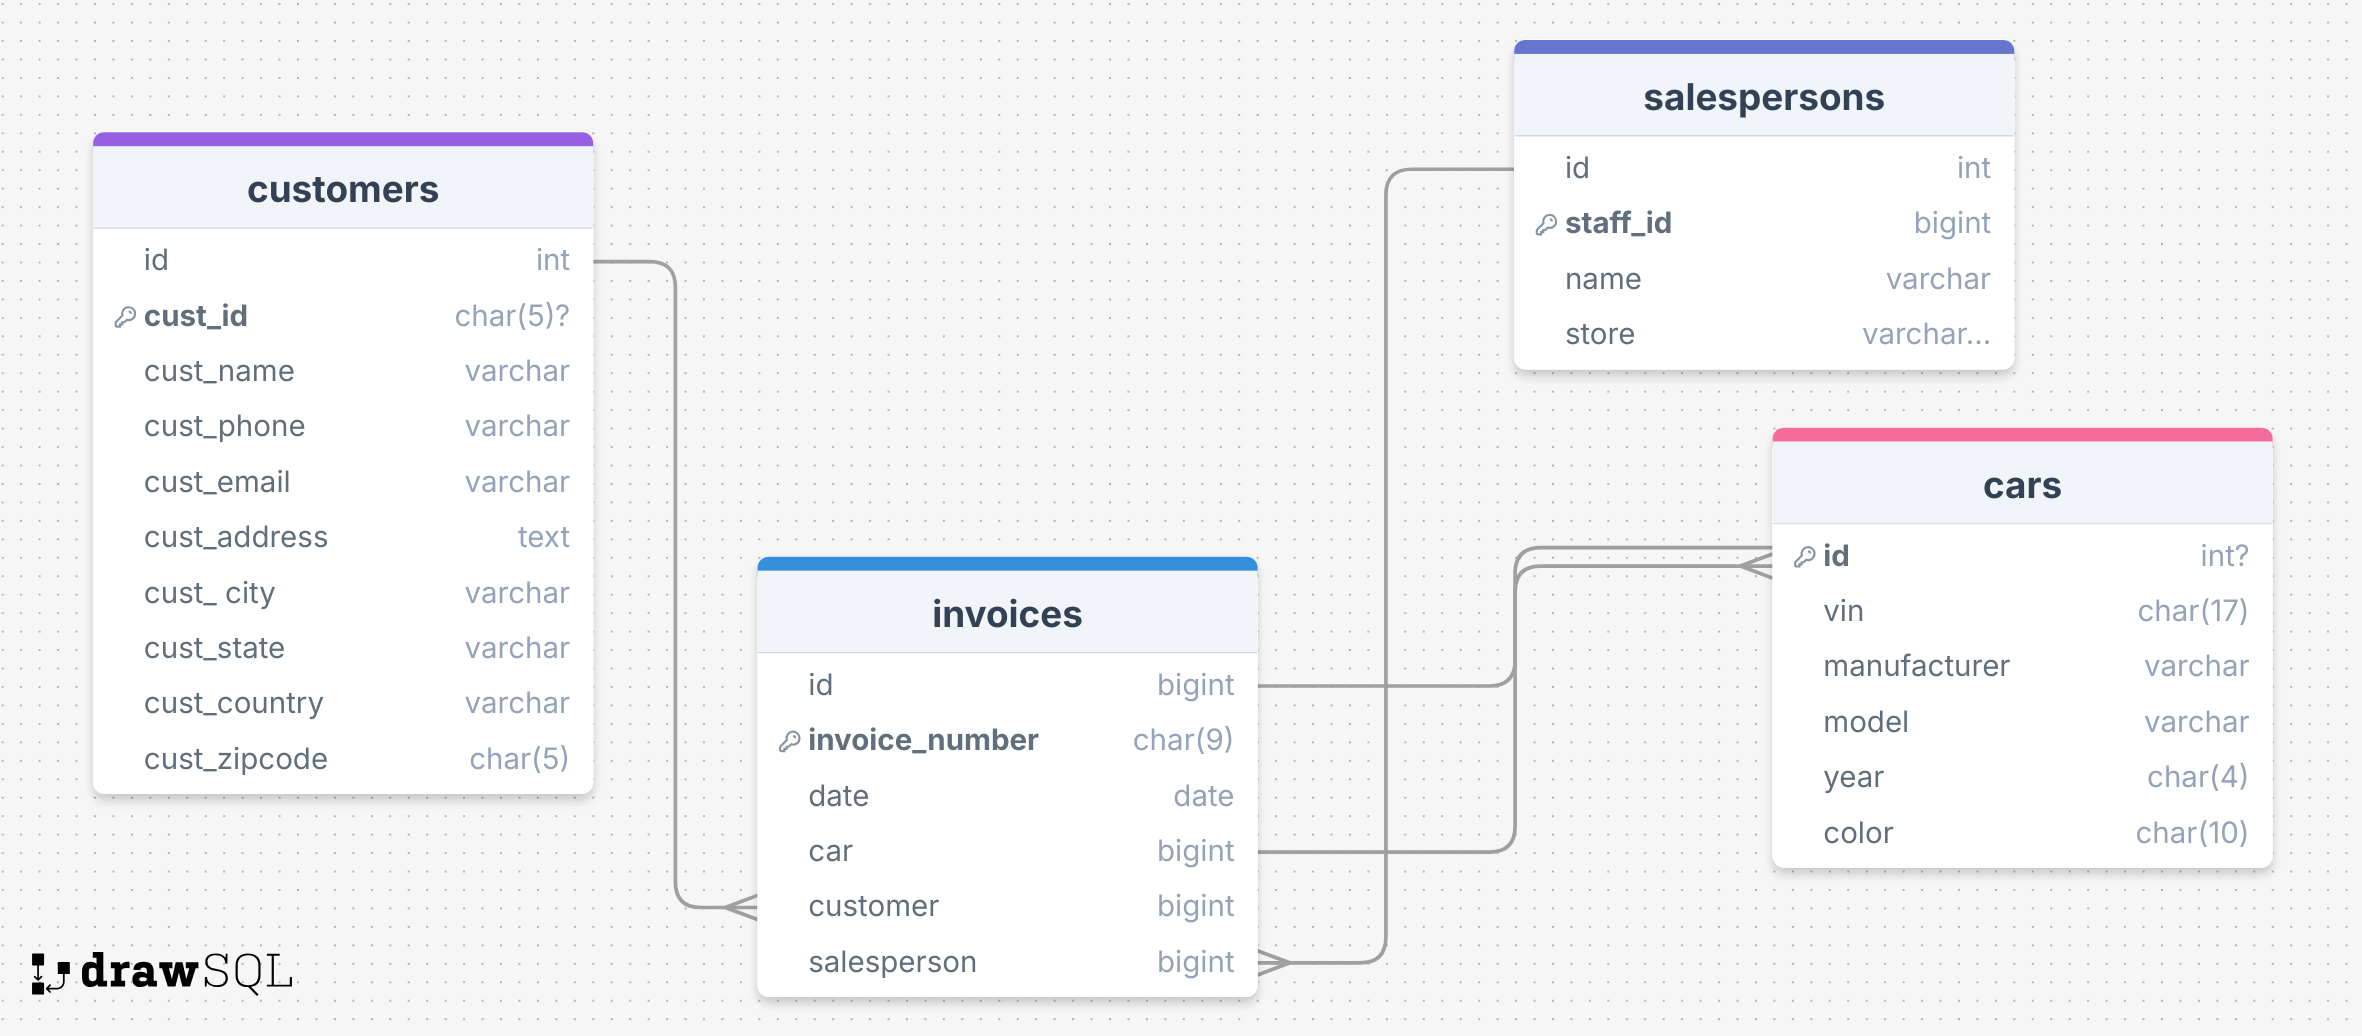 salespersons
id int
staff_id bigint
name varchar
store varchar...
customers
id int
cust_id char(5)?
cust_name varchar
cust_phone varchar
cust_email varchar
cust_address text
cust_ city varchar
cust_state varchar
cust_country varchar
cust_zipcode char(5)
cars
id int?
vin char(17)
manufacturer varchar
model varchar
year char(4)
color char(10)
invoices
id bigint
invoice_number char(9)
date date
car bigint
customer bigint
salesperson bigint
drawSQL